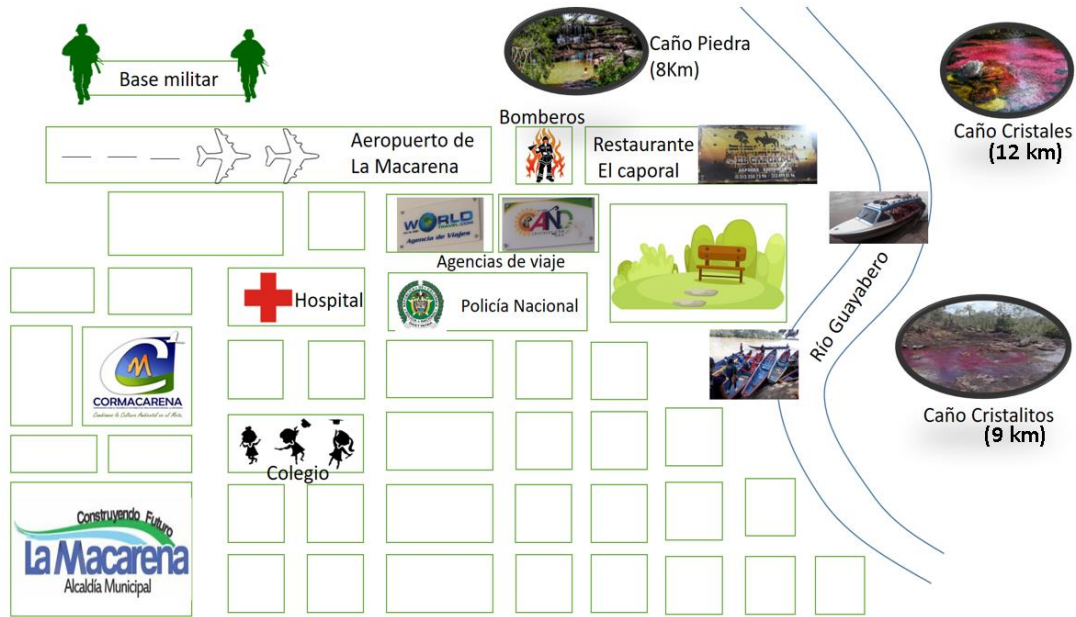 Base militar
Caño Piedra
(8Km)
Caño Cristales
(12 km)
Bomberos
Aeropuerto de
La Macarena
Restaurante
El caporal
EL CAPORAL
WORLD
Agencia de Viajes
Agencias de viaje
Hospital
Policía Nacional
Río Guayabero
CORMACARENA
Caño Cristalitos
(9 km)
Colegio
Construyendo Futuro
La Macarena
Alcaldía Municipal